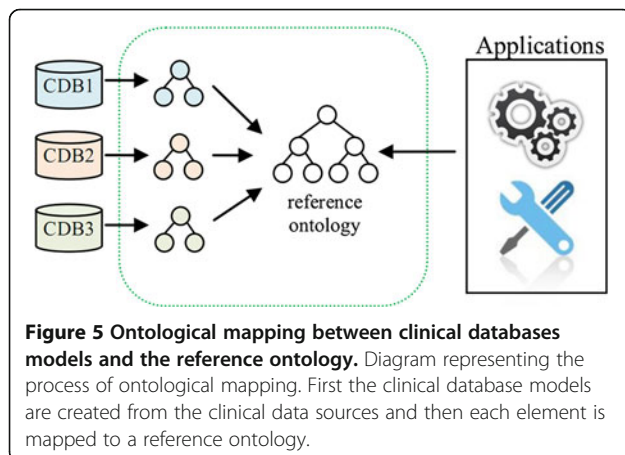 Applications
CDB1
CDB2
CDB3
reference
ontology
Figure 5 Ontological mapping between clinical databases
models and the reference ontology. Diagram representing the
process of ontological mapping. First the clinical database models
are created from the clinical data sources and then each element is
mapped to a reference ontology.